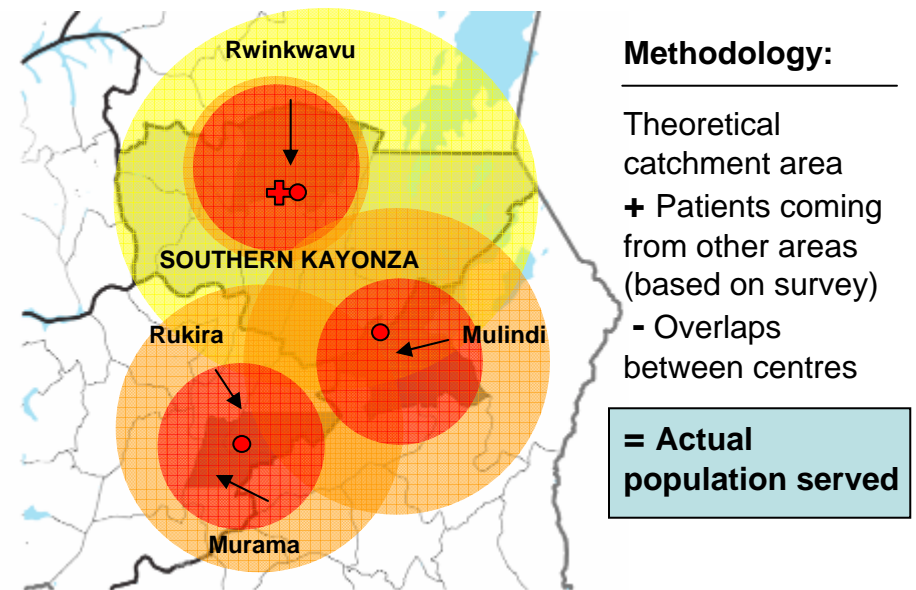 Rwinkwavu
SOUTHERN KAYONZA
Rukira
Mulindi
Murama
Methodology:
Theoretical
catchment area
+ Patients coming
from other areas
(based on survey)
- Overlaps
between centres
= Actual
population served